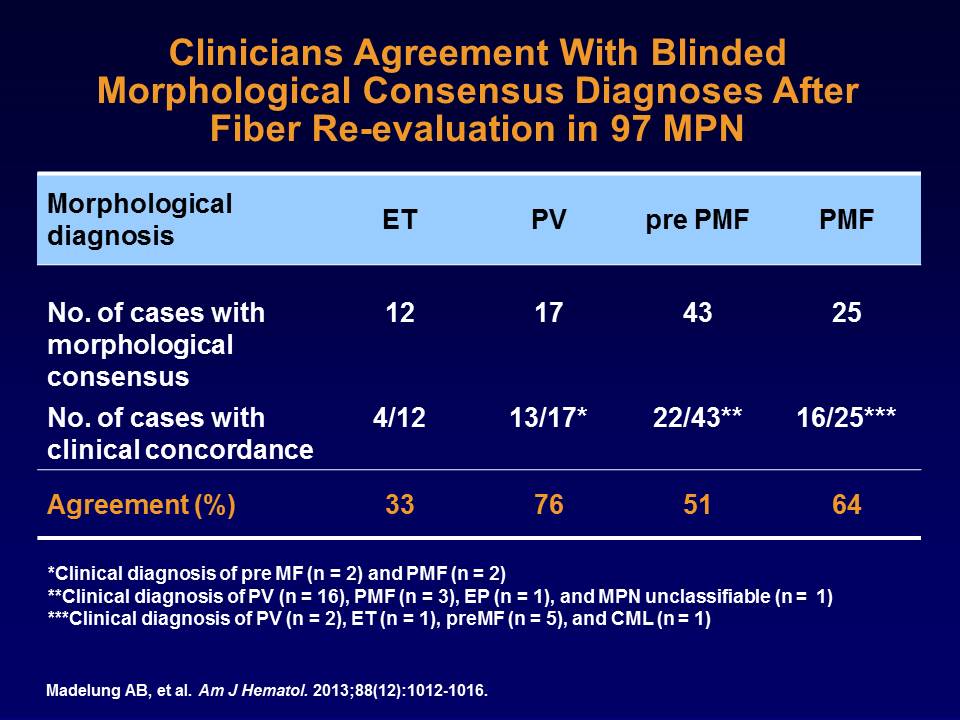 Clinicians Agreement With Blinded
Morphological Consensus Diagnoses After
Fiber Re-evaluation in 97 MPN
Morphological
diagnosis ET PV pre PMF PMF
No. of cases with 12 17 43 25
morphological
consensus
No. of cases with 4/12 13/17* 22/43** 16/25***
clinical concordance
Agreement (%) 33 76 51 64
*Clinical diagnosis of pre MF (n = 2) and PMF (n = 2)
**Clinical diagnosis of PV (n = 16), PMF (n = 3), EP (n = 1), and MPN unclassifiable (n = 1)
***Clinical diagnosis of PV (n = 2), ET (n = 1), preMF (n = 5), and CML (n = 1)
Madelung AB, et al. Am J Hematol. 2013;88(12):1012-1016.